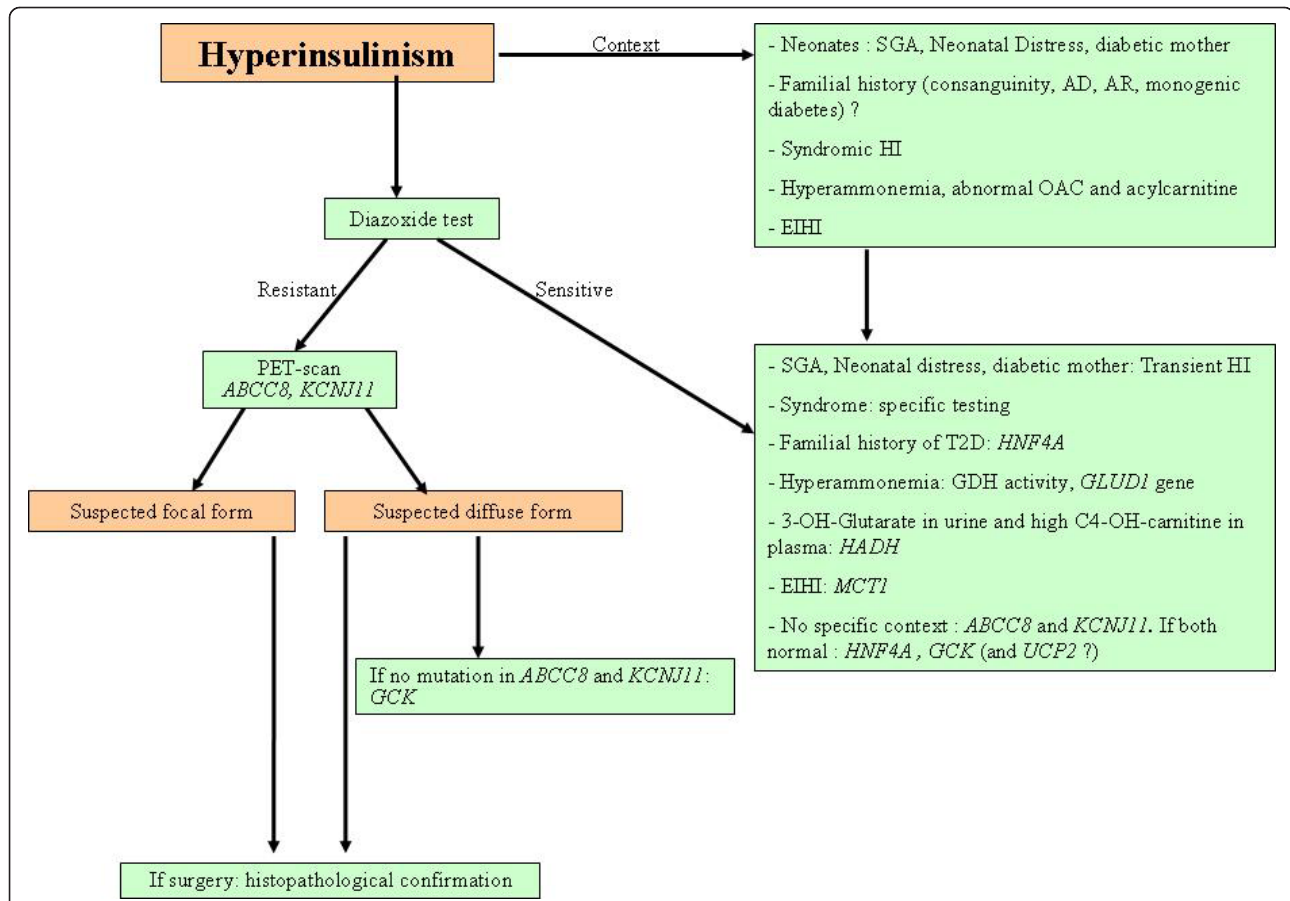 Hyperinsulinism
Context
- Neonates : SGA, Neonatal Distress, diabetic mother
- Familial history (consanguinity, AD, AR, monogenic
diabetes) ?
- Syndromic HI
- Hyperammonemia, abnormal OAC and acylcarnitine
- EIHI
Diazoxide test
Resistant
Sensitive
PET-scan
ABCC8, KCNJ11
- SGA, Neonatal distress, diabetic mother: Transient HI
- Syndrome: specific testing
- Familial history of T2D: HNF4A
- Hyperammonemia: GDH activity, GLUD1 gene
- 3-OH-Glutarate in urine and high C4-OH-carnitine in
plasma: HADH
- EIHI: MCT1
- No specific context : ABCC8 and KCNJ11. If both
normal : HNF4A , GCK (and UCP2 ?)
Suspected focal form
Suspected diffuse form
If no mutation in ABCC8 and KCNJ11:
GCK
If surgery: histopathological confirmation